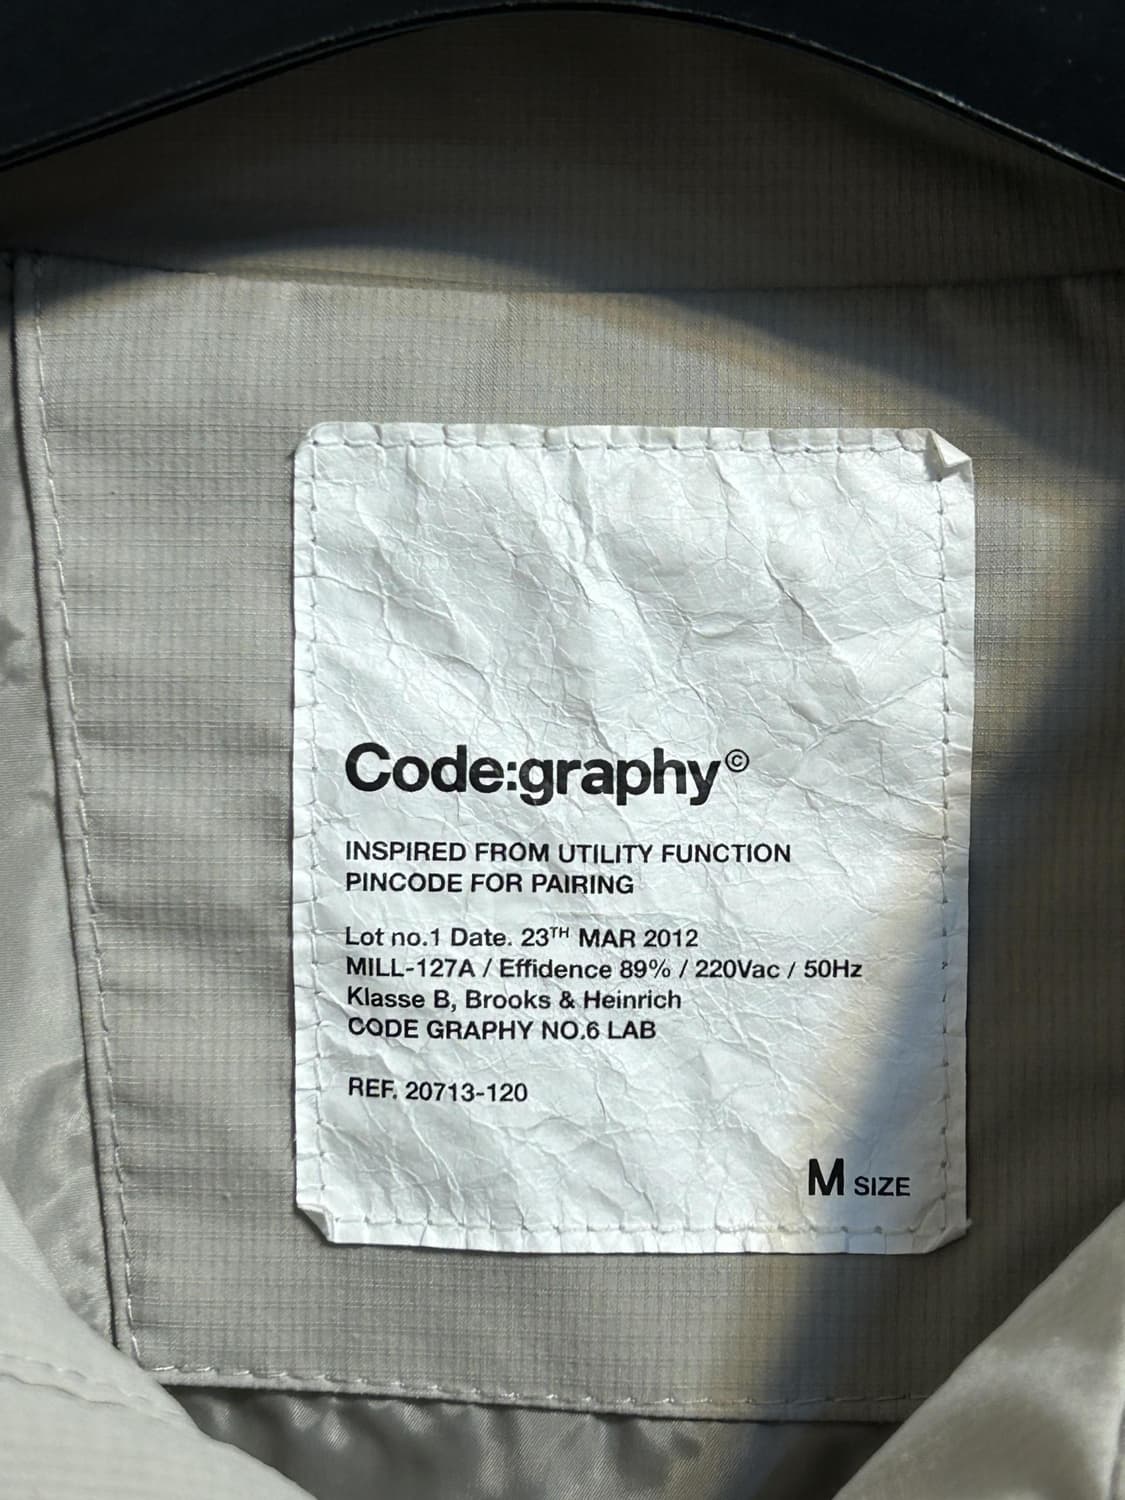 Code:graphy©
INSPIRED FROM UTILITY FUNCTION
PINCODE FOR PAIRING
Lot no.1 Date. 23TH MAR 2012
MILL-127A / Effidence 89% / 220Vac / 50Hz
Klasse B, Brooks & Heinrich
CODE GRAPHY NO.6 LAB
REF. 20713-120
M SIZE